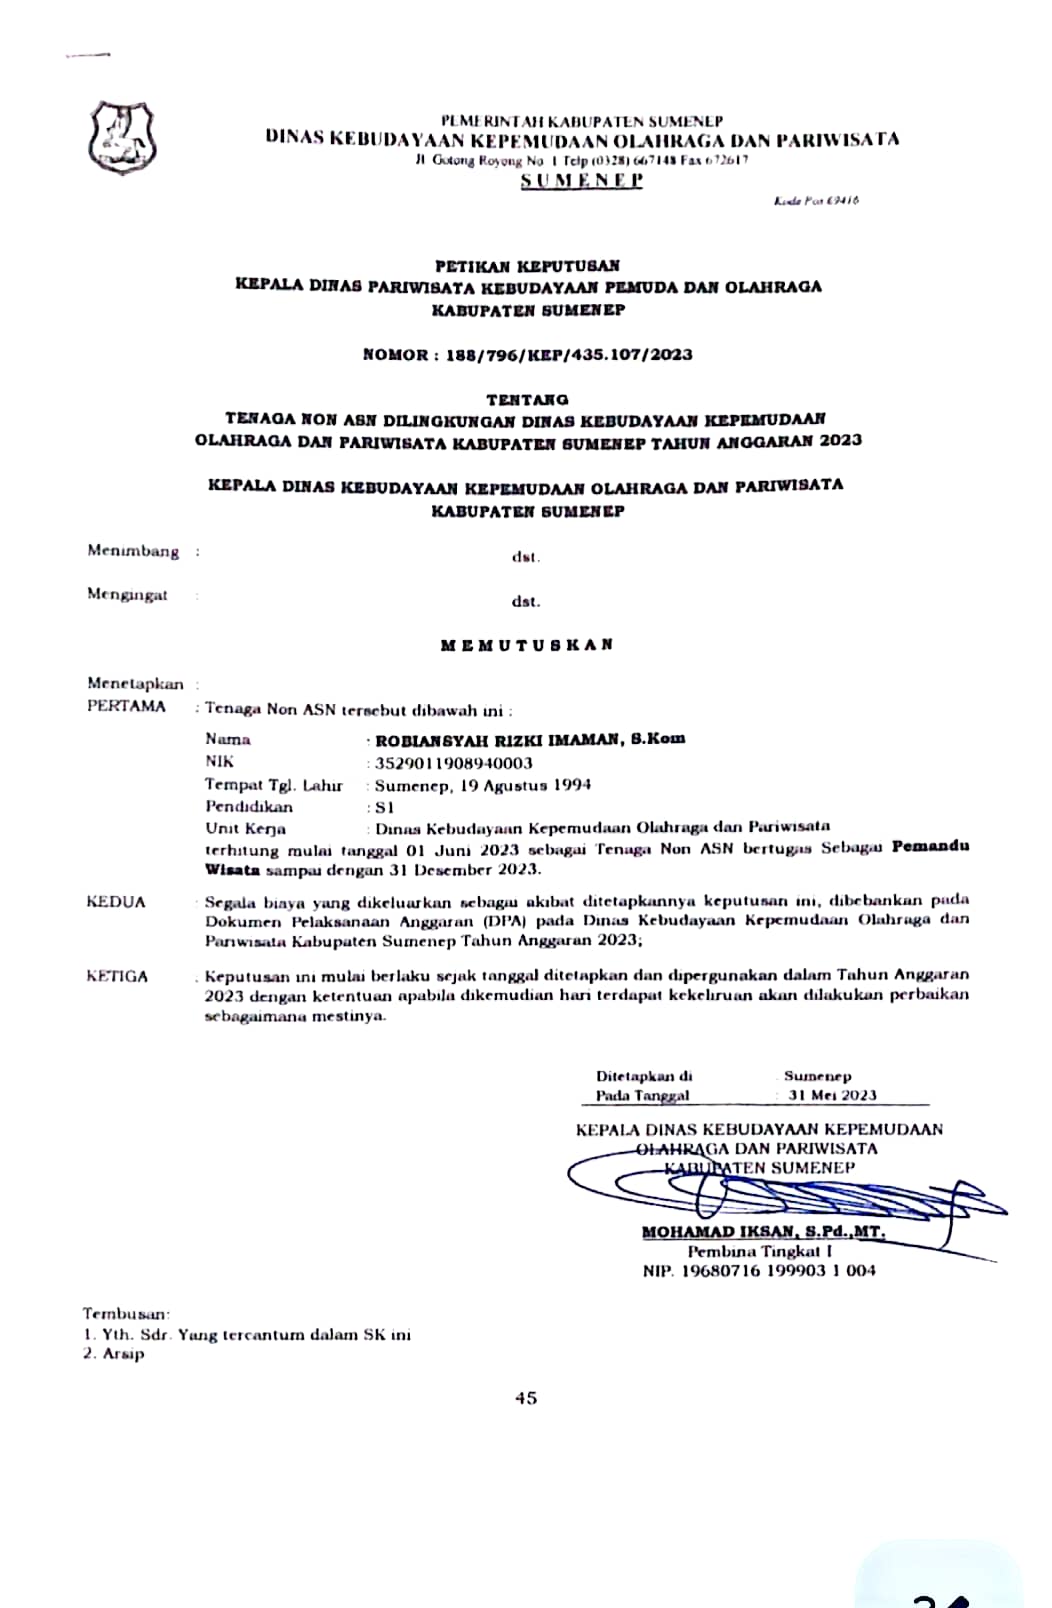 PEMERINTAH KABUPATEN SUMENEP
DINAS KEBUDAYAAN KEPEMUDAAN OLAHRAGA DAN PARIWISATA
Jl. Gotong Royong No. 1 Telp (0328) 667148 Fax 672617
SUMENEP
Kode Pos 69416
PETIKAN KEPUTUSAN
KEPALA DINAS PARIWISATA KEBUDAYAAN PEMUDA DAN OLAHRAGA
KABUPATEN SUMENEP
NOMOR : 188/796/KEP/435.107/2023
TENTANG
TENAGA NON ASN DILINGKUNGAN DINAS KEBUDAYAAN KEPEMUDAAN
OLAHRAGA DAN PARIWISATA KABUPATEN SUMENEP TAHUN ANGGARAN 2023
KEPALA DINAS KEBUDAYAAN KEPEMUDAAN OLAHRAGA DAN PARIWISATA
KABUPATEN SUMENEP
Menimbang : dst.
Mengingat : dst.
MEMUTUSKAN
Menetapkan :
PERTAMA : Tenaga Non ASN tersebut dibawah ini :
Nama : ROBIANSYAH RIZKI IMAMAN, S.Kom
NIK : 3529011908940003
Tempat Tgl. Lahir : Sumenep, 19 Agustus 1994
Pendidikan : S1
Unit Kerja : Dinas Kebudayaan Kepemudaan Olahraga dan Pariwisata
terhitung mulai tanggal 01 Juni 2023 sebagai Tenaga Non ASN bertugas Sebagai Pemandu
Wisata sampai dengan 31 Desember 2023.
KEDUA : Segala biaya yang dikeluarkan sebagai akibat ditetapkannya keputusan ini, dibebankan pada
Dokumen Pelaksanaan Anggaran (DPA) pada Dinas Kebudayaan Kepemudaan Olahraga dan
Pariwisata Kabupaten Sumenep Tahun Anggaran 2023;
KETIGA : Keputusan ini mulai berlaku sejak tanggal ditetapkan dan dipergunakan dalam Tahun Anggaran
2023 dengan ketentuan apabila dikemudian hari terdapat kekeliruan akan dilakukan perbaikan
sebagaimana mestinya.
Ditetapkan di : Sumenep
Pada Tanggal : 31 Mei 2023
KEPALA DINAS KEBUDAYAAN KEPEMUDAAN
OLAHRAGA DAN PARIWISATA
KABUPATEN SUMENEP
MOHAMAD IKSAN, S.Pd.,MT.
Pembina Tingkat I
NIP. 19680716 199903 1 004
Tembusan:
1. Yth. Sdr. Yang tercantum dalam SK ini
2. Arsip
45